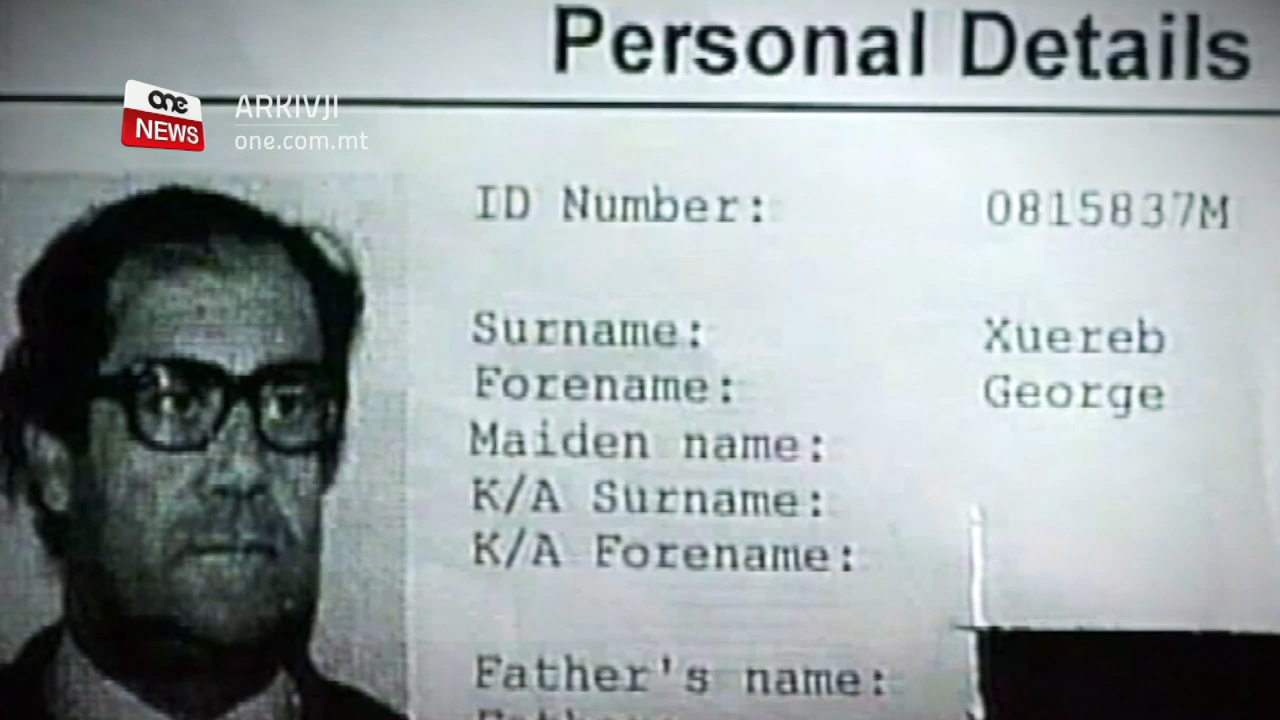 Personal Details
one
NEWS
ARKIVJI
one.com.mt
ID Number: 0815837M
Surname: Xuereb
Forename: George
Maiden name:
K/A Surname:
K/A Forename:
Father's name: